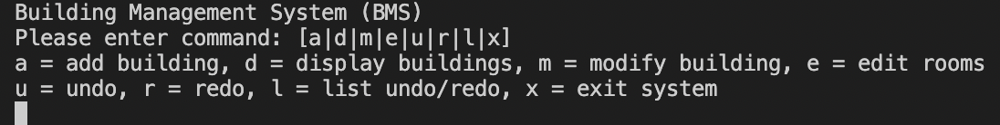 Building Management System (BMS)
Please enter command: [a|d|m|e|u|r|l|x]
a = add building, d = display buildings, m = modify building, e = edit rooms
u = undo, r = redo, l = list undo/redo, x = exit system